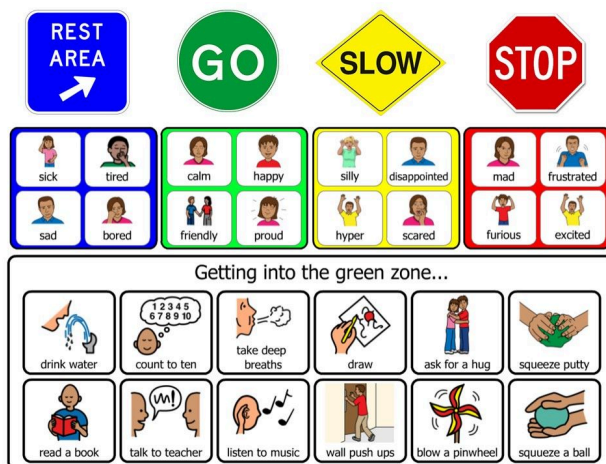 REST
AREA
GO
SLOW
STOP
sick
tired
calm
happy
silly
disappointed
mad
frustrated
sad
bored
friendly
proud
hyper
scared
furious
excited
Getting into the green zone...
drink water
1 2 3 4 5
6 7 8 9 10
count to ten
take deep
breaths
draw
ask for a hug
squeeze putty
read a book
talk to teacher
listen to music
wall push ups
blow a pinwheel
squueze a ball